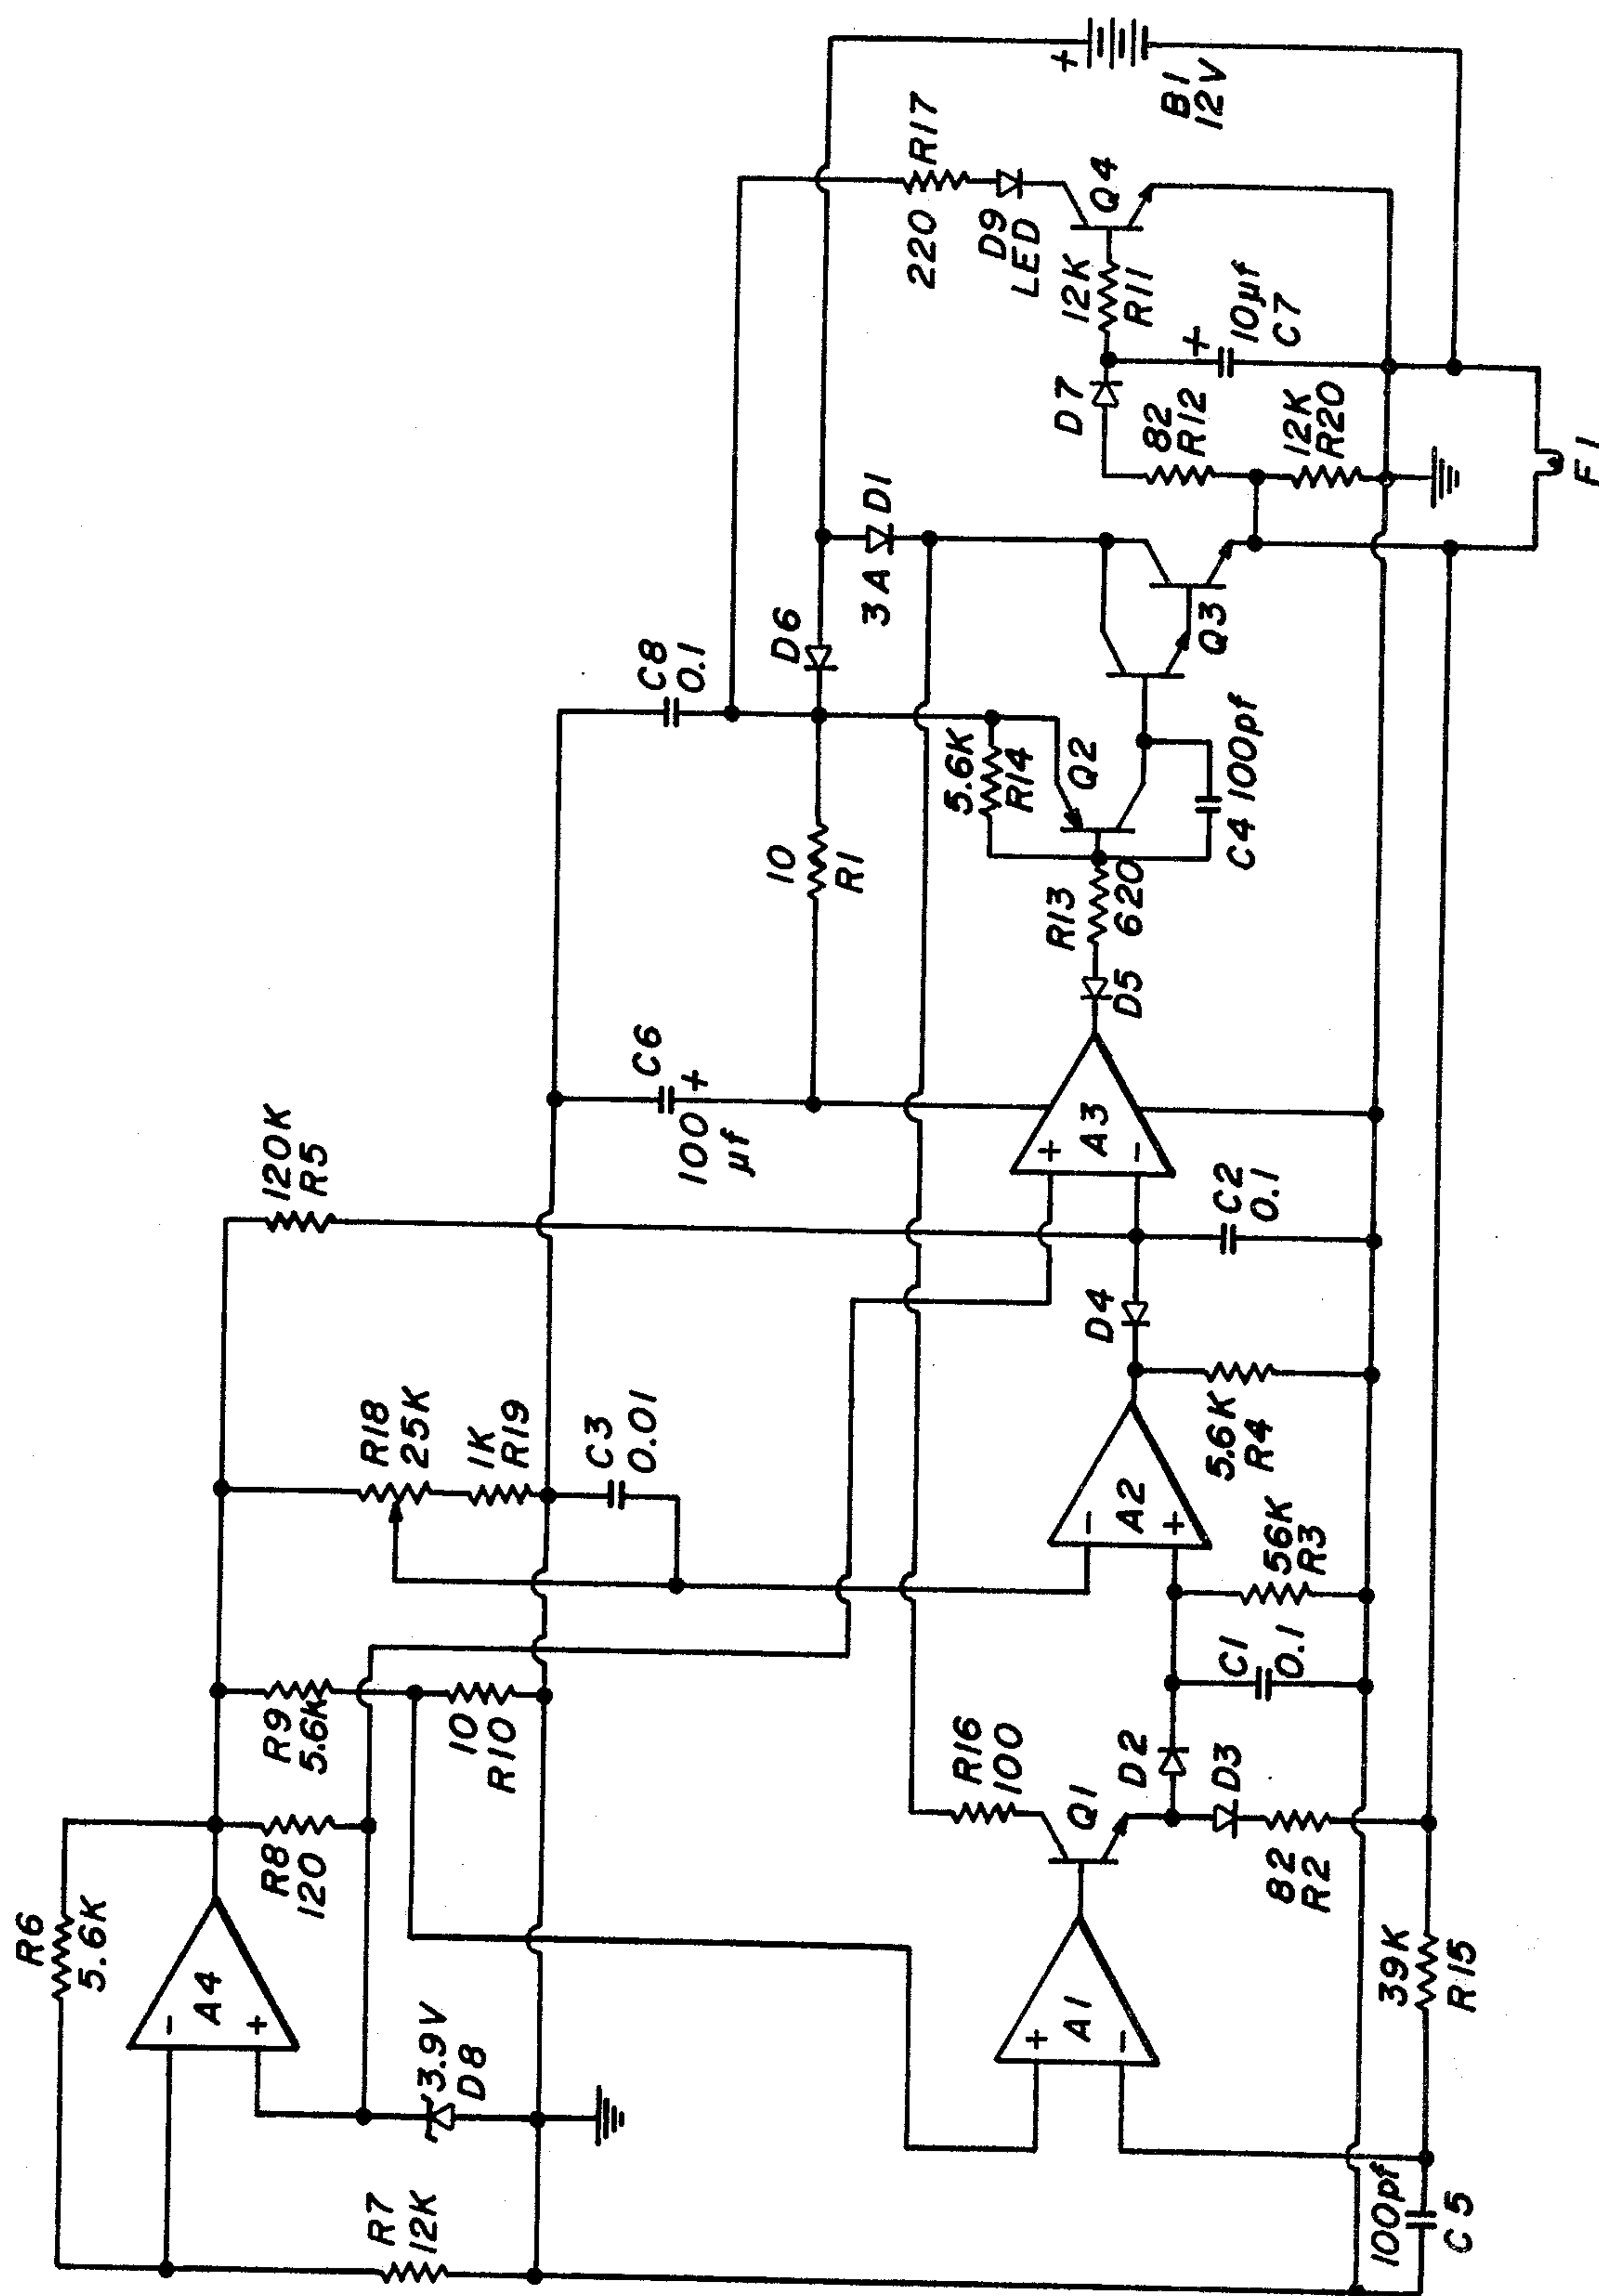 R6
5.6K
R7
12K
A4
-
+
3.9V
D8
R8
120
R9
5.6K
10
R10
R18
25K
1K
R19
C3
0.01
120K
R5
C6
100
+
µf
C8
0.1
10
R1
D6
3A
D1
220
R17
D9
LED
Q4
12K
R11
+
10µf
C7
D7
82
R12
12K
R20
B1
12V
+
F1
A1
+
-
Q1
R16
100
D2
D3
82
R2
C1
0.1
56K
R3
A2
-
+
5.6K
R4
D4
C2
0.1
A3
+
-
D5
R13
620
5.6K
R14
Q2
C4 100pf
Q3
39K
R15
100pf
C5